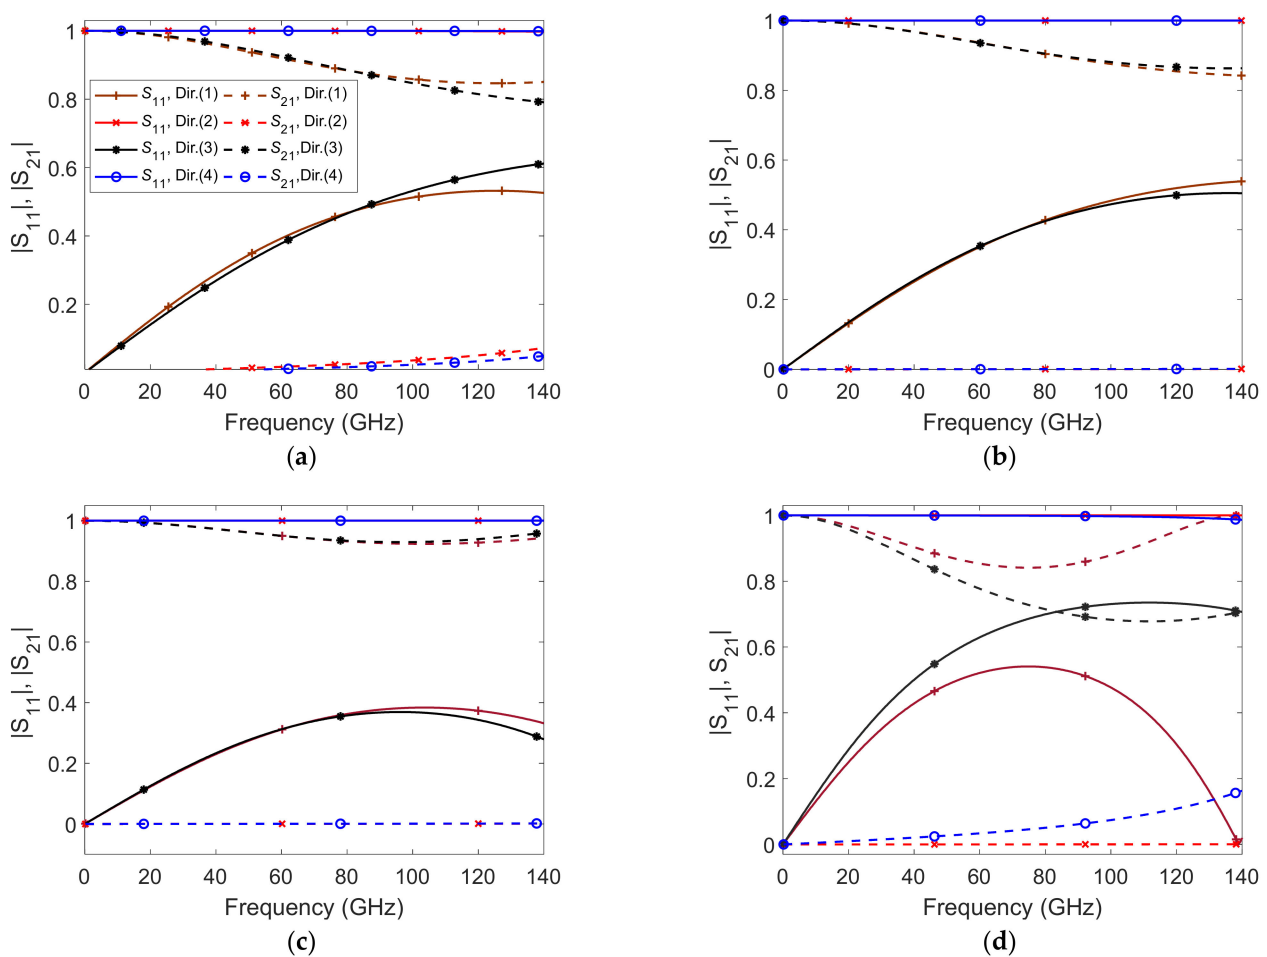 1
0.8
0.6
0.4
0.2
|S11|, |S21|
S11, Dir.(1) S21, Dir.(1)
S11, Dir.(2) S21, Dir.(2)
S11, Dir.(3) S21,Dir.(3)
S11, Dir.(4) S21,Dir.(4)
0 20 40 60 80 100 120 140
Frequency (GHz)
(a)
1
0.8
0.6
0.4
0.2
0
|S11|, |S21|
0 20 40 60 80 100 120 140
Frequency (GHz)
(b)
1
0.8
0.6
0.4
0.2
0
|S11|, |S21|
0 20 40 60 80 100 120 140
Frequency (GHz)
(c)
1
0.8
0.6
0.4
0.2
0
|S11|, S21|
0 20 40 60 80 100 120 140
Frequency (GHz)
(d)